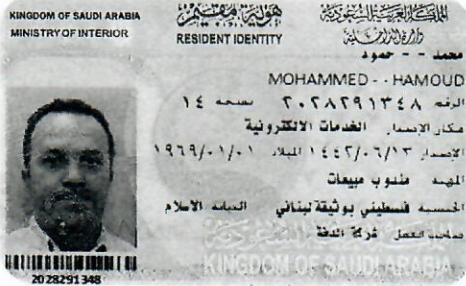 KINGDOM OF SAUDI ARABIA
MINISTRY OF INTERIOR
هوية مقيم
RESIDENT IDENTITY
المملكة العربية السعودية
وزارة الداخلية
محمد - - حمود
MOHAMMED - - HAMOUD
الرقم ٢٠٢٨٢٩١٣٤٨ نسخة ١٤
مكان الإصدار الخدمات الالكترونية
الإصدار ١٤٤٢/٠٦/١٣ الميلاد ١٩٦٩/٠١/٠١
المهنة مندوب مبيعات
الجنسية فلسطيني بوثيقة لبناني الديانة الاسلام
صاحب العمل شركة
KINGDOM OF SAUDI ARABIA
2028291348